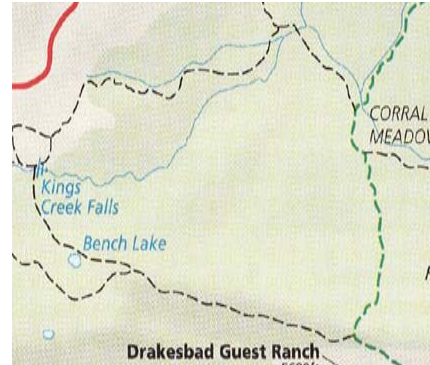 CORRAL
MEADOW
Kings
Creek Falls
Bench Lake
Drakesbad Guest Ranch